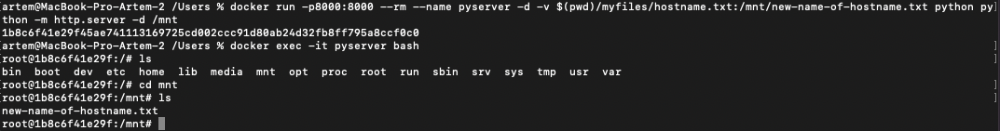 [artem@MacBook-Pro-Artem-2 /Users % docker run -p8000:8000 --rm --name pyserver -d -v $(pwd)/myfiles/hostname.txt:/mnt/new-name-of-hostname.txt python py]
thon -m http.server -d /mnt
1b8c6f41e29f45ae741113169725cd002ccc91d80ab24d32fb8ff795a8ccf0c0
[artem@MacBook-Pro-Artem-2 /Users % docker exec -it pyserver bash ]
[root@1b8c6f41e29f:/# ls ]
bin boot dev etc home lib media mnt opt proc root run sbin srv sys tmp usr var
[root@1b8c6f41e29f:/# cd mnt ]
[root@1b8c6f41e29f:/mnt# ls ]
new-name-of-hostname.txt
root@1b8c6f41e29f:/mnt#